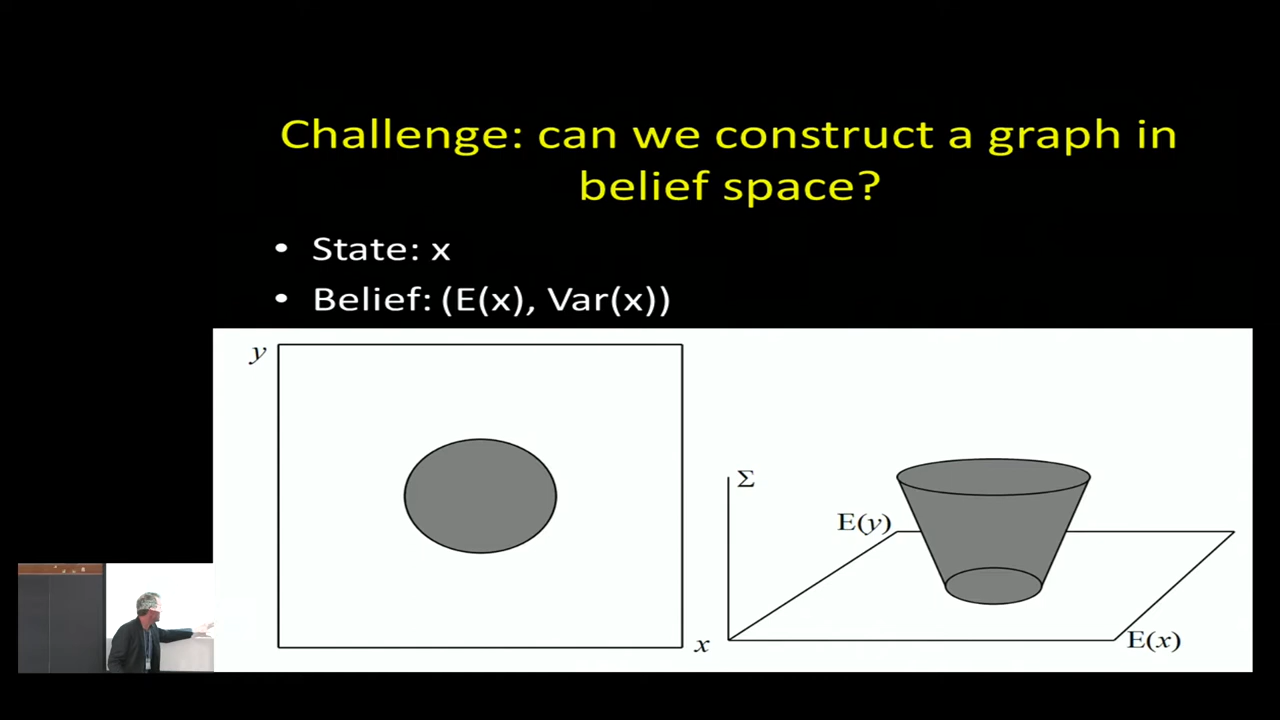 Challenge: can we construct a graph in
belief space?
• State: x
• Belief: (E(x), Var(x))
y
x
Σ
E(y)
E(x)